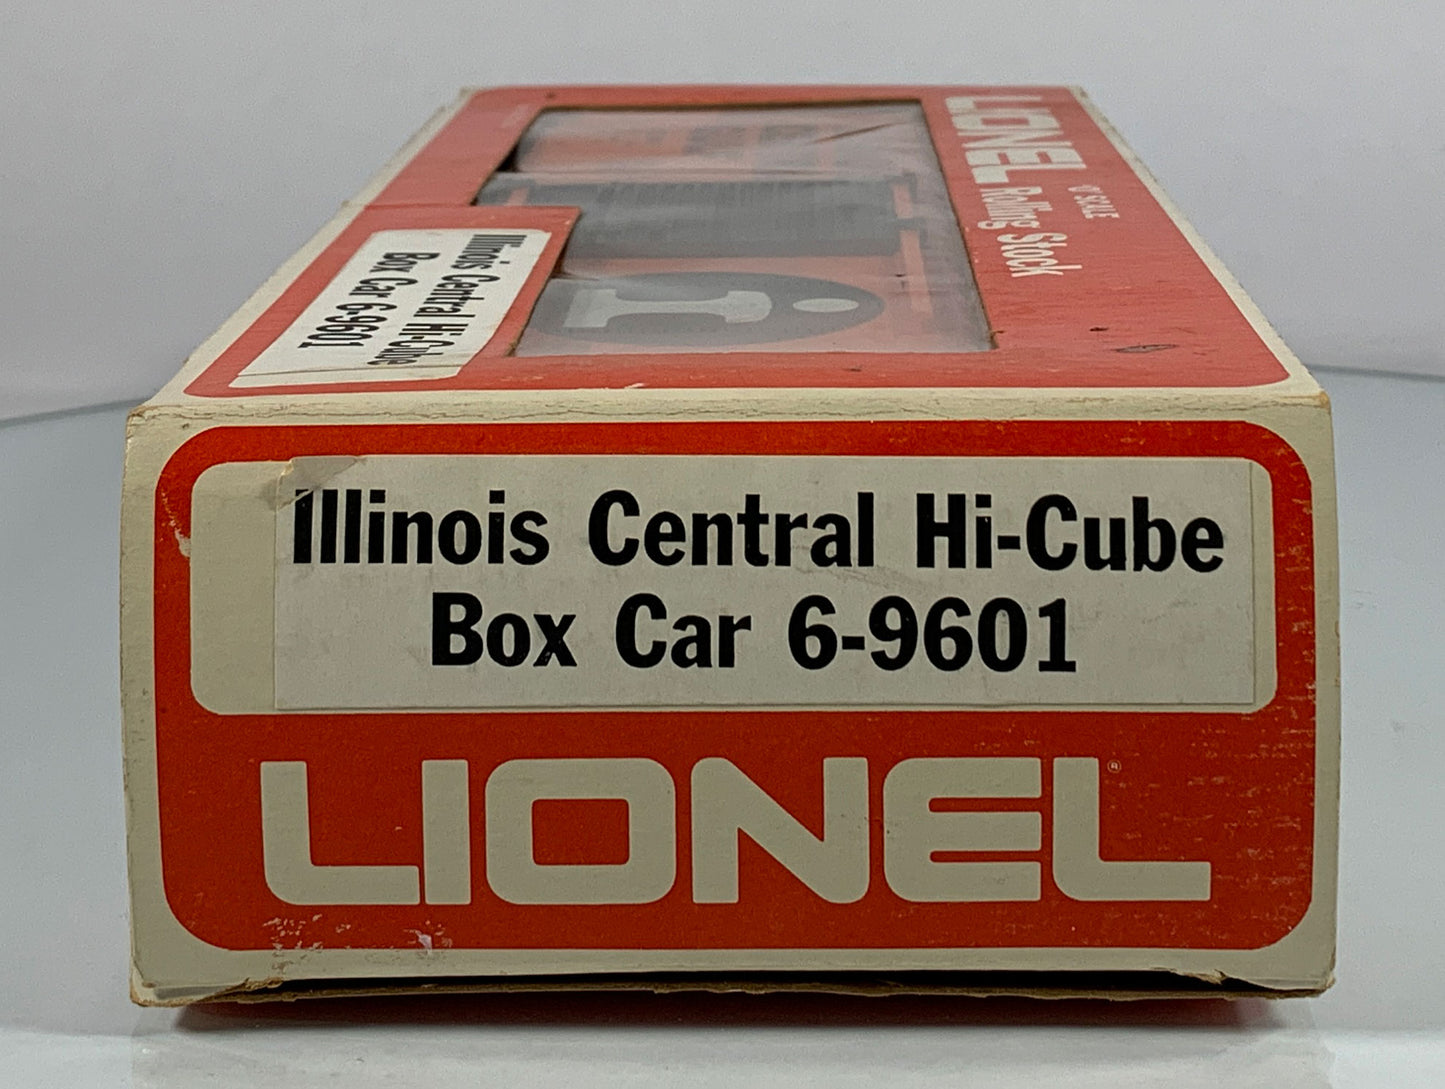 LIONEL
Rolling Stock
"O" SCALE
Illinois Central Hi-Cube
Box Car 6-9601
Illinois Central Hi-Cube
Box Car 6-9601
LIONEL®